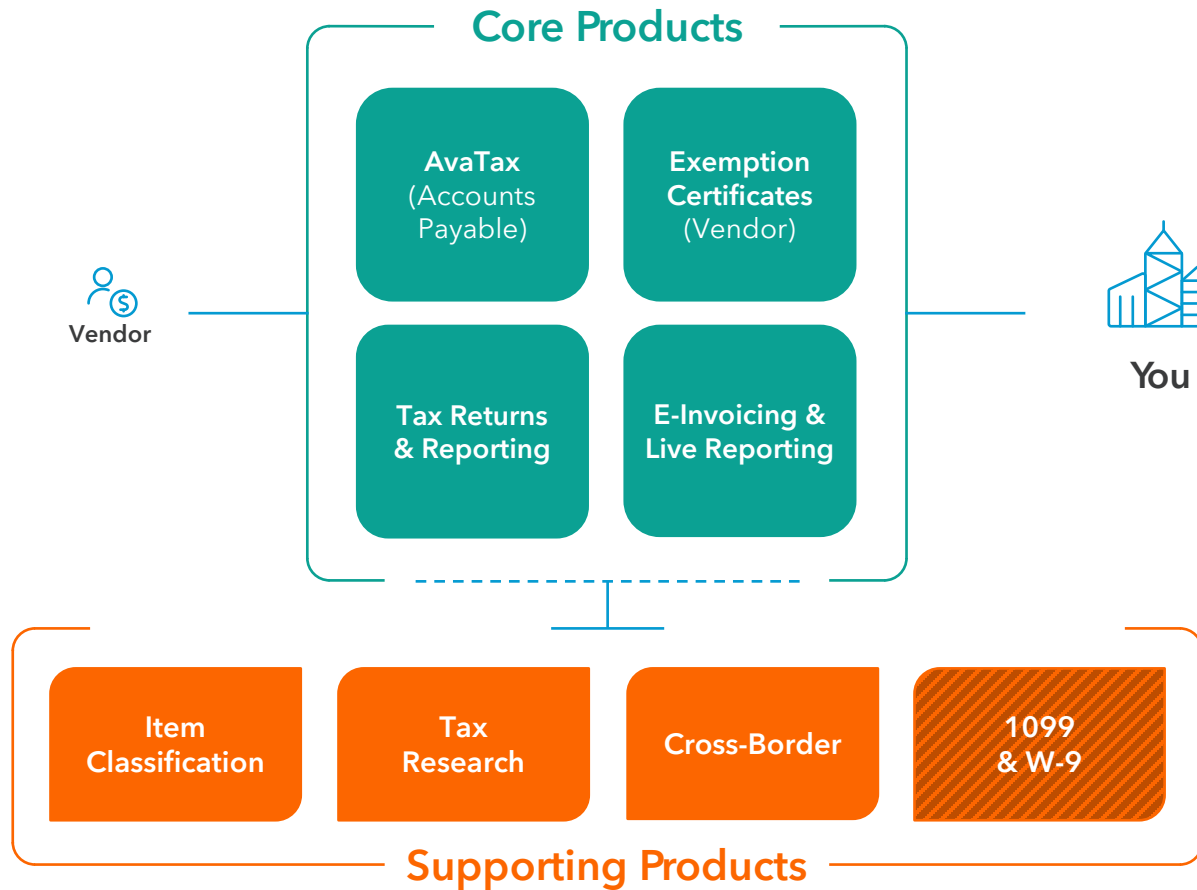 Core Products
AvaTax
(Accounts
Payable)
Exemption
Certificates
(Vendor)
$
Vendor
You
Tax Returns
& Reporting
E-Invoicing &
Live Reporting
Item
Classification
Tax
Research
Cross-Border
1099
& W-9
Supporting Products